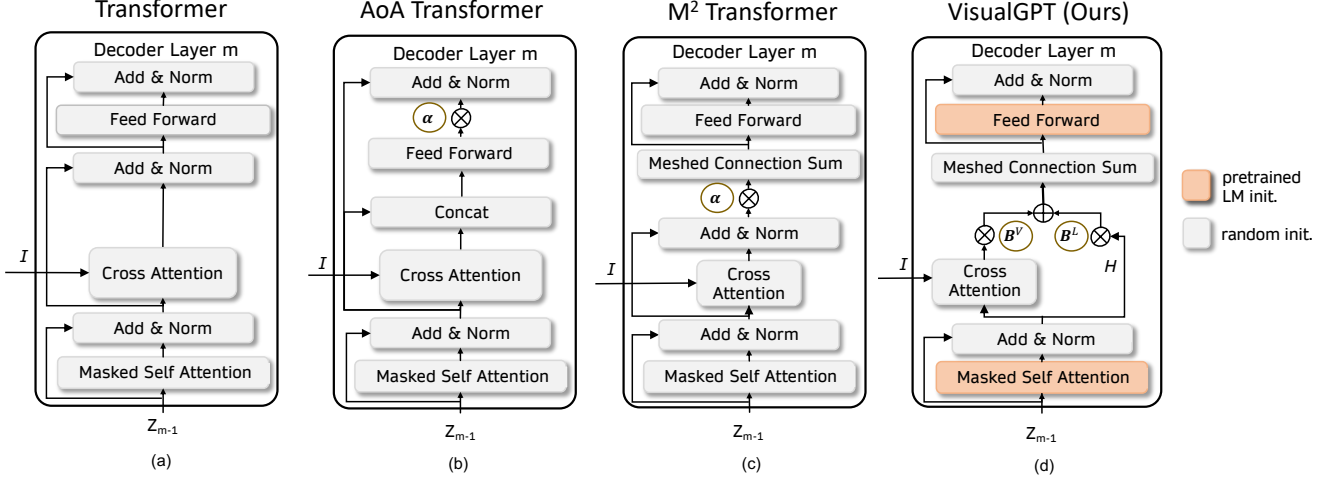 Transformer
Decoder Layer m
Add & Norm
Feed Forward
Add & Norm
I
Cross Attention
Add & Norm
Masked Self Attention
Zm-1
(a)
AoA Transformer
Decoder Layer m
Add & Norm
α
Feed Forward
Concat
I
Cross Attention
Add & Norm
Masked Self Attention
Zm-1
(b)
M² Transformer
Decoder Layer m
Add & Norm
Feed Forward
Meshed Connection Sum
α
Add & Norm
I
Cross
Attention
Add & Norm
Masked Self Attention
Zm-1
(c)
VisualGPT (Ours)
Decoder Layer m
Add & Norm
Feed Forward
Meshed Connection Sum
B^V
B^L
I
H
Cross
Attention
Add & Norm
Masked Self Attention
Zm-1
(d)
pretrained
LM init.
random init.